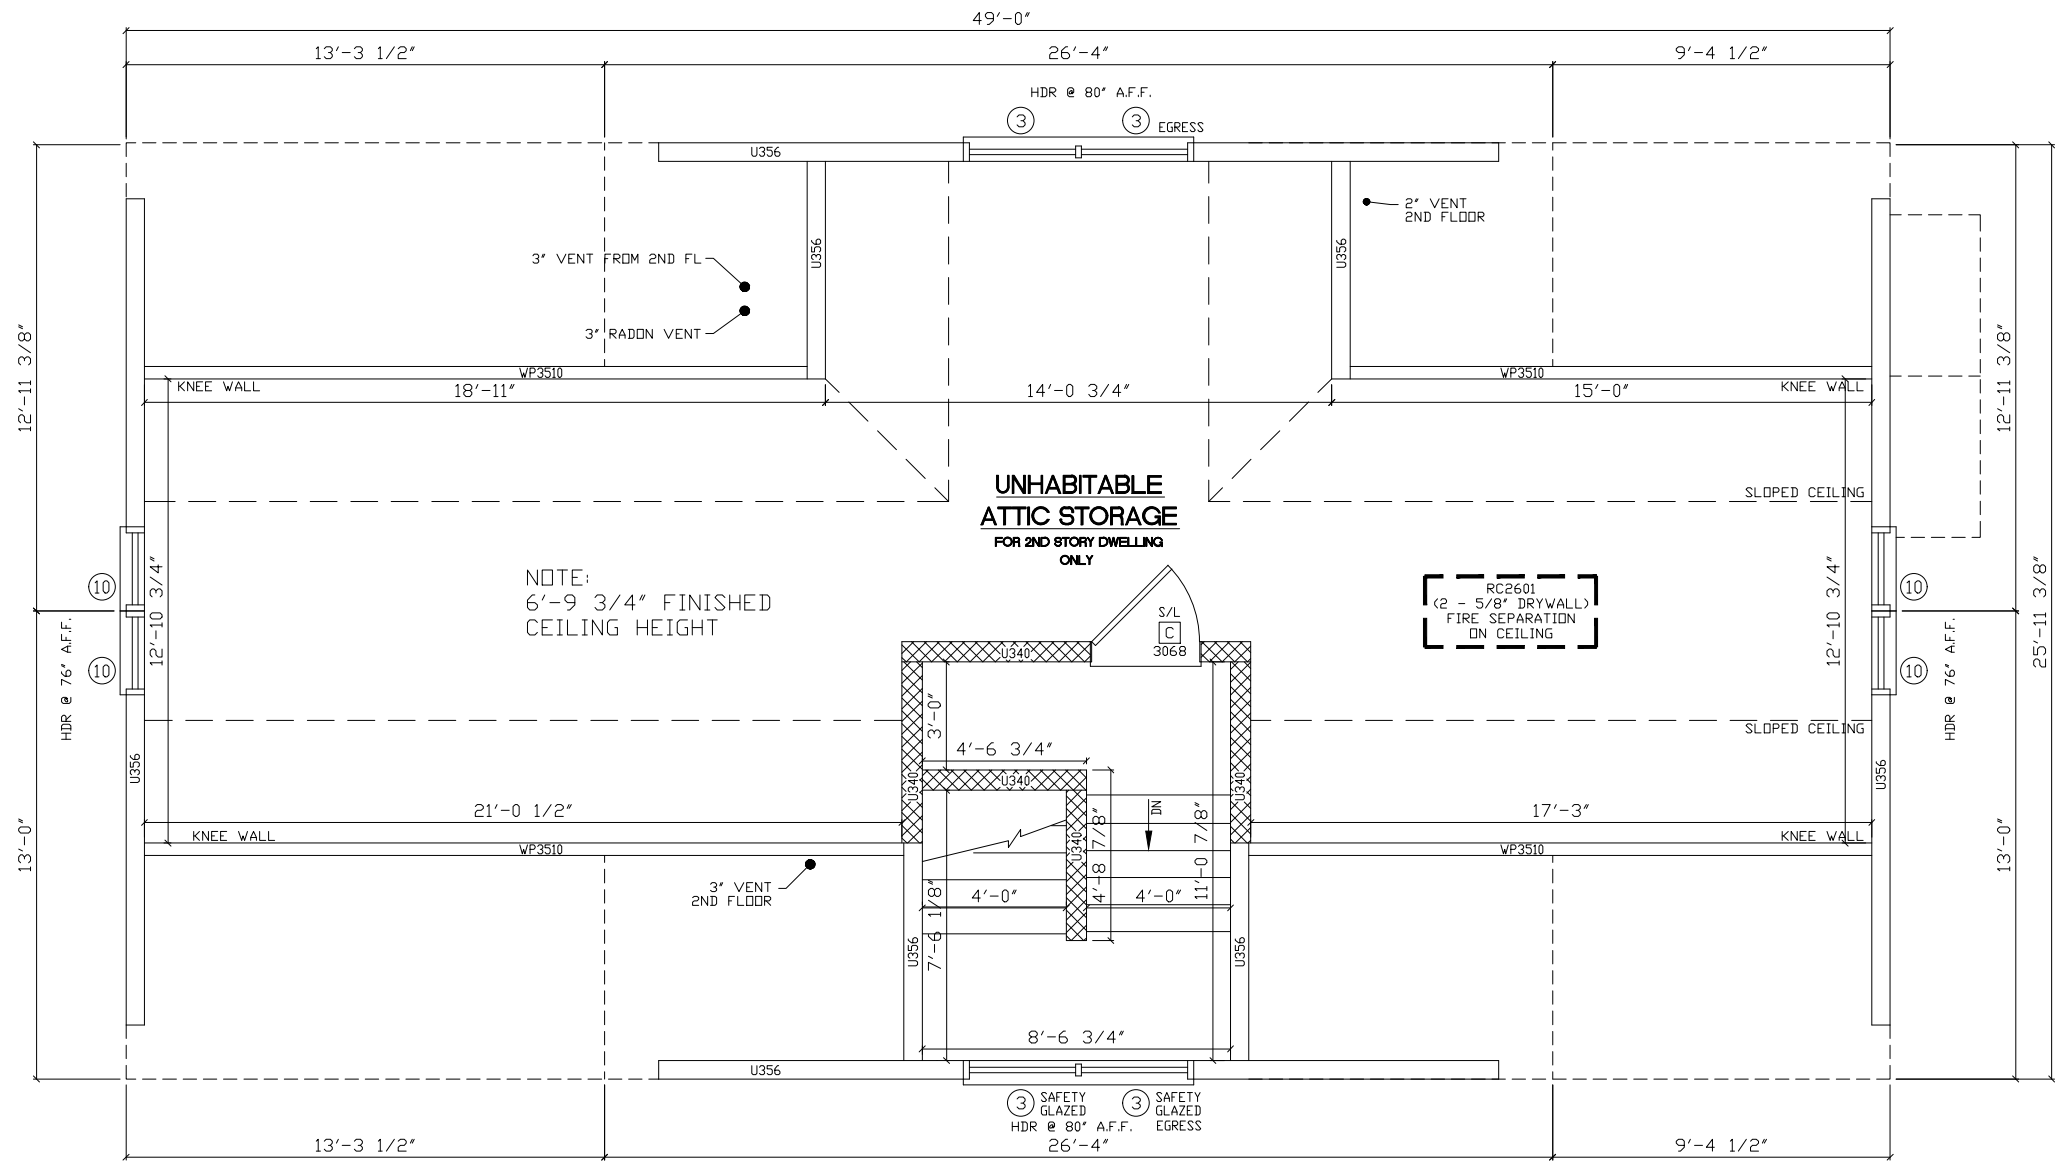 49'-0"
13'-3 1/2"
26'-4"
9'-4 1/2"
HDR @ 80" A.F.F.
3
3
EGRESS
U356
2" VENT
2ND FLOOR
U356
U356
3" VENT FROM 2ND FL
3" RADON VENT
12'-11 3/8"
12'-11 3/8"
WP3510
WP3510
KNEE WALL
KNEE WALL
18'-11"
14'-0 3/4"
15'-0"
UNHABITABLE
ATTIC STORAGE
FOR 2ND STORY DWELLING
ONLY
SLOPED CEILING
NOTE:
6'-9 3/4" FINISHED
CEILING HEIGHT
RC2601
(2 - 5/8" DRYWALL)
FIRE SEPARATION
ON CEILING
10
10
12'-10 3/4"
12'-10 3/4"
10
10
HDR @ 76" A.F.F.
HDR @ 76" A.F.F.
25'-11 3/8"
S/L
C
3068
U340
3'-0"
4'-6 3/4"
SLOPED CEILING
U356
U340
U340
U340
U356
21'-0 1/2"
17'-3"
DN
KNEE WALL
KNEE WALL
WP3510
WP3510
U340
4'-8 7/8"
11'-0 7/8"
13'-0"
13'-0"
3" VENT
2ND FLOOR
4'-0"
4'-0"
7'-6 1/8"
U356
U356
8'-6 3/4"
U356
3
SAFETY
GLAZED
3
SAFETY
GLAZED
EGRESS
HDR @ 80" A.F.F.
13'-3 1/2"
26'-4"
9'-4 1/2"